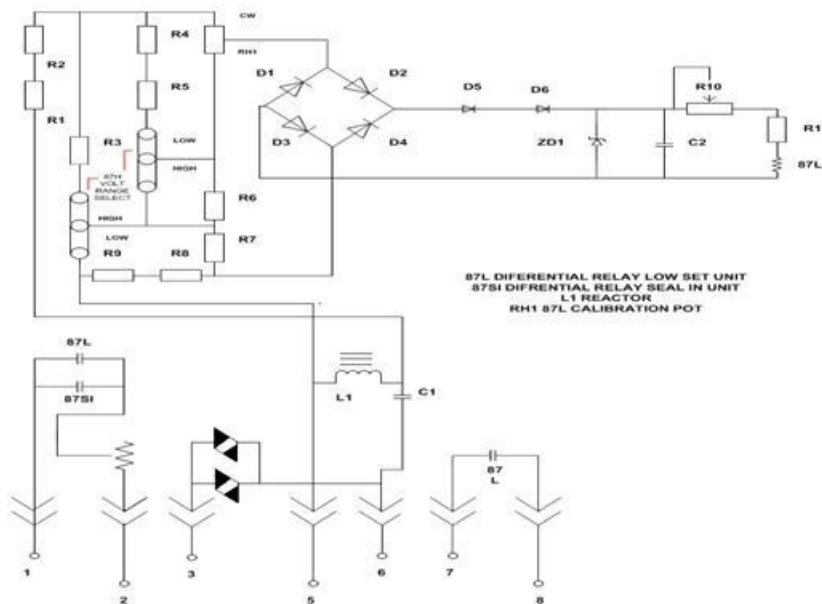 CW
R4
R2
RH1
D1
D2
D5
D6
R10
R5
R1
R3
LOW
R1
D3
D4
ZD1
C2
87L
HIGH
87H
VOLT
RANGE
SELECT
R6
HIGH
LOW
R7
R9
R8
87L DIFERENTIAL RELAY LOW SET UNIT
87SI DIFRENTIAL RELAY SEAL IN UNIT
L1 REACTOR
RH1 87L CALIBRATION POT
87L
87SI
L1
C1
87
L
1
2
3
5
6
7
8